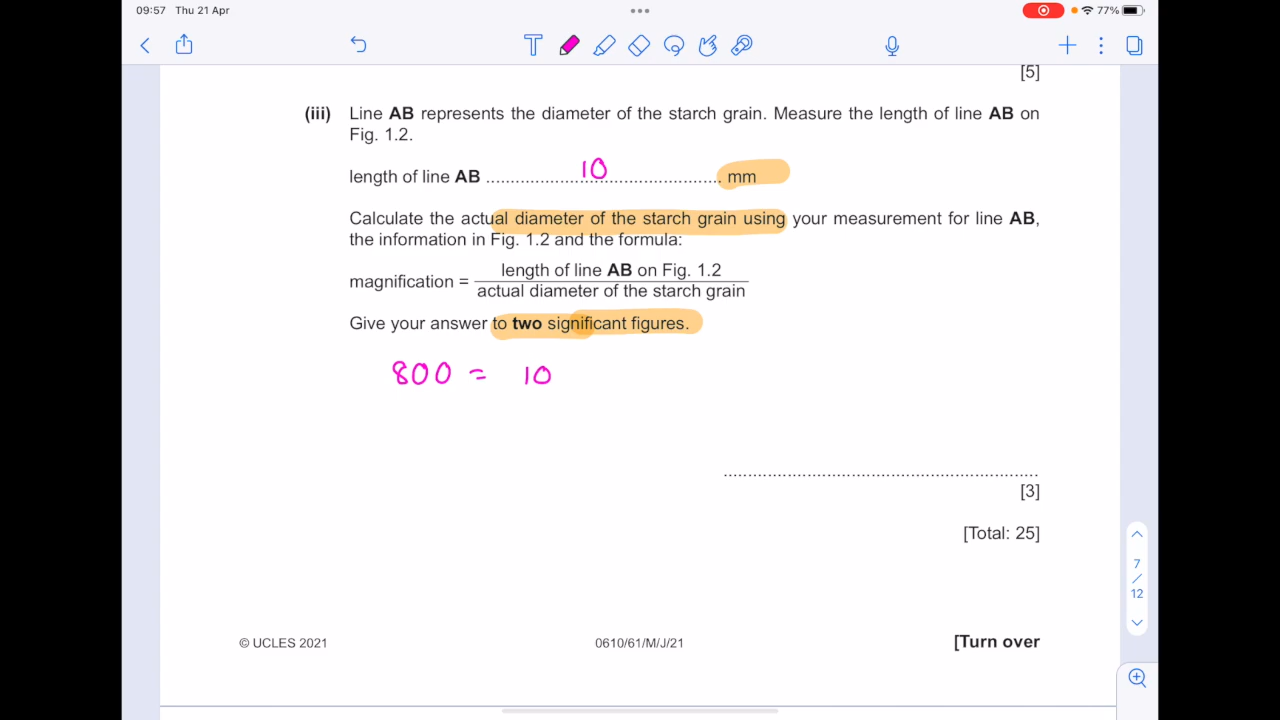 09:57 Thu 21 Apr
77%
[5]
(iii) Line AB represents the diameter of the starch grain. Measure the length of line AB on
Fig. 1.2.
length of line AB ........................ 10 ........................ mm
Calculate the actual diameter of the starch grain using your measurement for line AB,
the information in Fig. 1.2 and the formula:
magnification = length of line AB on Fig. 1.2
actual diameter of the starch grain
Give your answer to two significant figures.
800 = 10
................................................................
[3]
[Total: 25]
7
/
12
© UCLES 2021 0610/61/M/J/21 [Turn over